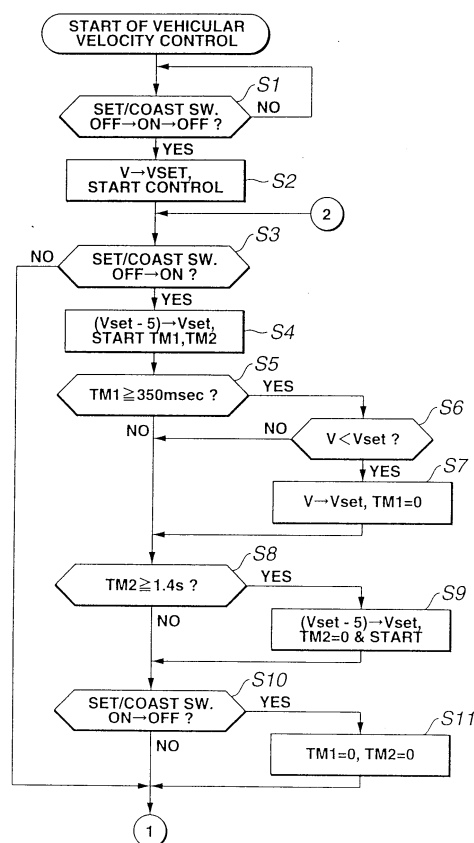 START OF VEHICULAR
VELOCITY CONTROL
S1
SET/COAST SW.
OFF→ON→OFF ?
NO
YES
S2
V→VSET,
START CONTROL
2
S3
NO
SET/COAST SW.
OFF→ON ?
YES
S4
(Vset - 5)→Vset,
START TM1,TM2
S5
TM1≧350msec ?
YES
NO
S6
NO
V<Vset ?
YES
S7
V→Vset, TM1=0
S8
TM2≧1.4s ?
YES
NO
S9
(Vset - 5)→Vset,
TM2=0 & START
S10
SET/COAST SW.
ON→OFF ?
YES
NO
S11
TM1=0, TM2=0
1